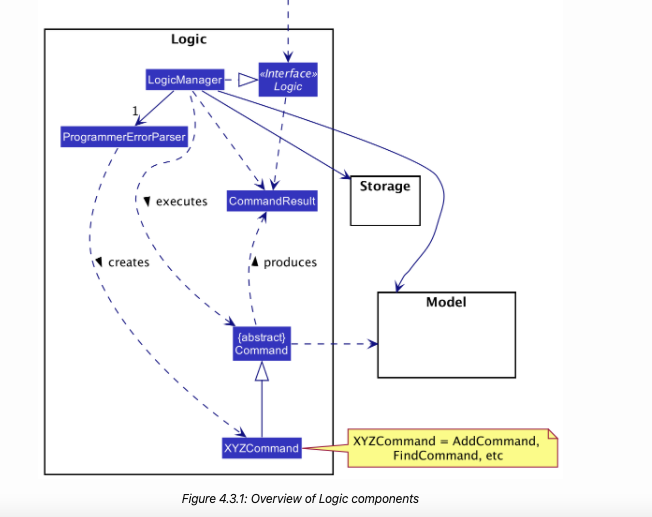 Logic
LogicManager
«Interface»
Logic
1
ProgrammerErrorParser
Storage
CommandResult
executes
creates
produces
Model
{abstract}
Command
XYZCommand
XYZCommand = AddCommand,
FindCommand, etc
Figure 4.3.1: Overview of Logic components